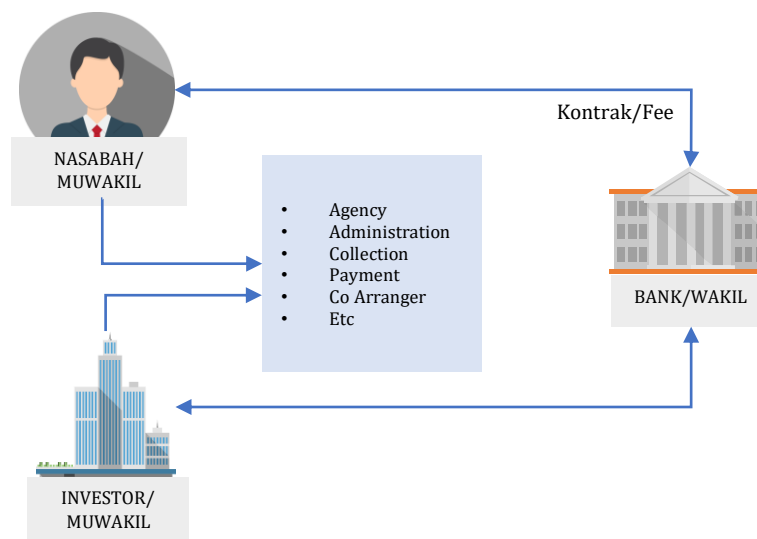 Kontrak/Fee
NASABAH/
MUWAKIL
• Agency
• Administration
• Collection
• Payment
• Co Arranger
• Etc
BANK/WAKIL
INVESTOR/
MUWAKIL